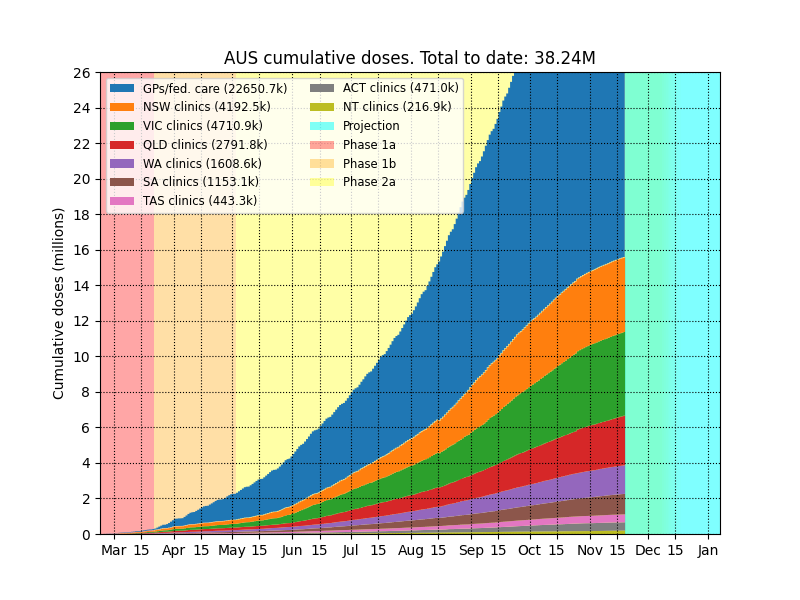 AUS cumulative doses. Total to date: 38.24M
Cumulative doses (millions)
26
24
22
20
18
16
14
12
10
8
6
4
2
0
GPs/fed. care (22650.7k)
NSW clinics (4192.5k)
VIC clinics (4710.9k)
QLD clinics (2791.8k)
WA clinics (1608.6k)
SA clinics (1153.1k)
TAS clinics (443.3k)
ACT clinics (471.0k)
NT clinics (216.9k)
Projection
Phase 1a
Phase 1b
Phase 2a
Mar 15 Apr 15 May 15 Jun 15 Jul 15 Aug 15 Sep 15 Oct 15 Nov 15 Dec 15 Jan